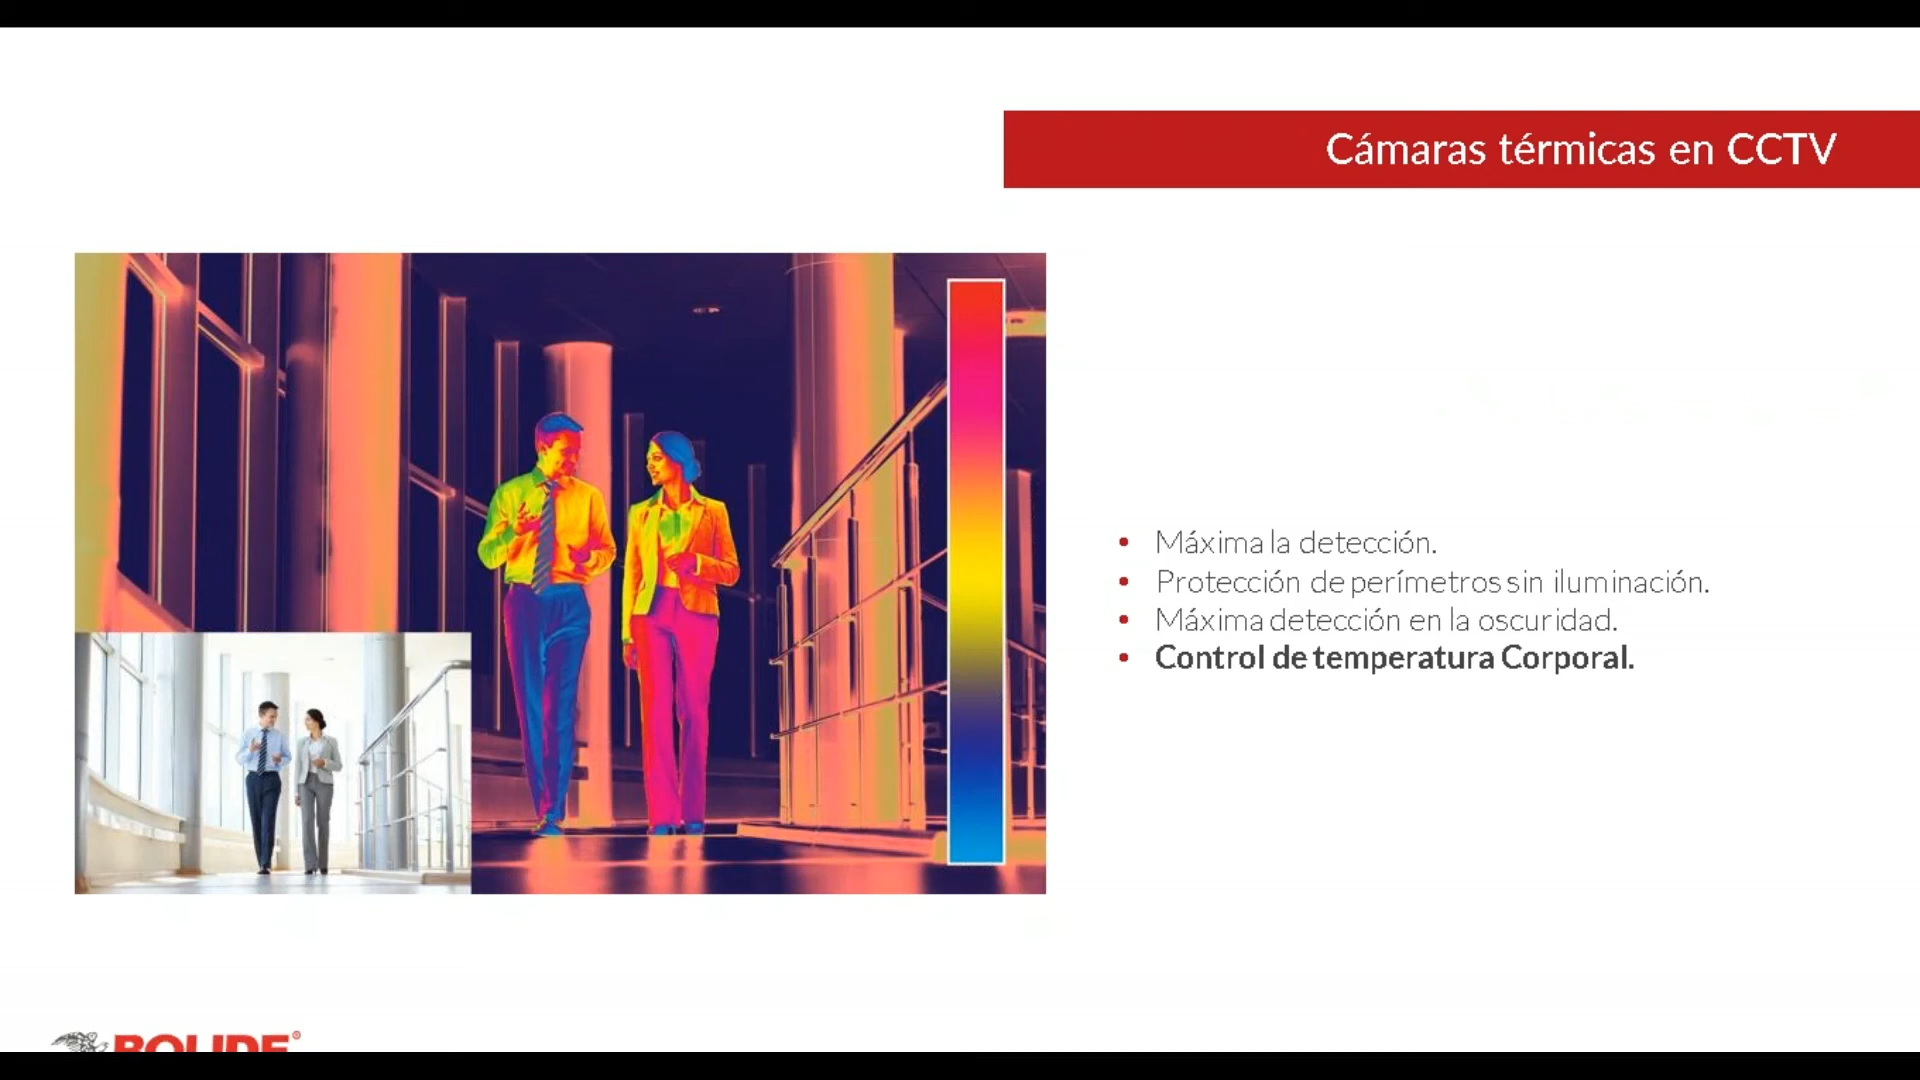 Cámaras térmicas en CCTV
• Máxima la detección.
• Protección de perímetros sin iluminación.
• Máxima detección en la oscuridad.
• Control de temperatura Corporal.
BOLIDE®